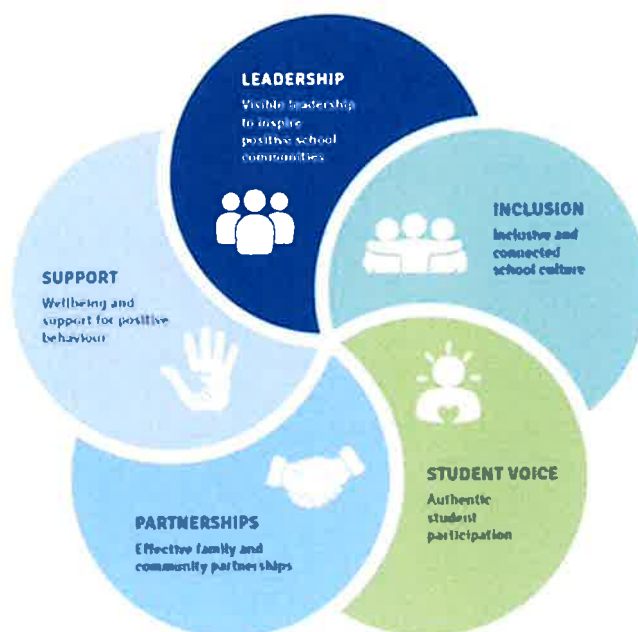 LEADERSHIP
Visible leadership
to inspire
positive school
communities
INCLUSION
Inclusive and
connected
school culture
STUDENT VOICE
Authentic
student
participation
PARTNERSHIPS
Effective family and
community partnerships
SUPPORT
Wellbeing and
support for positive
behaviour